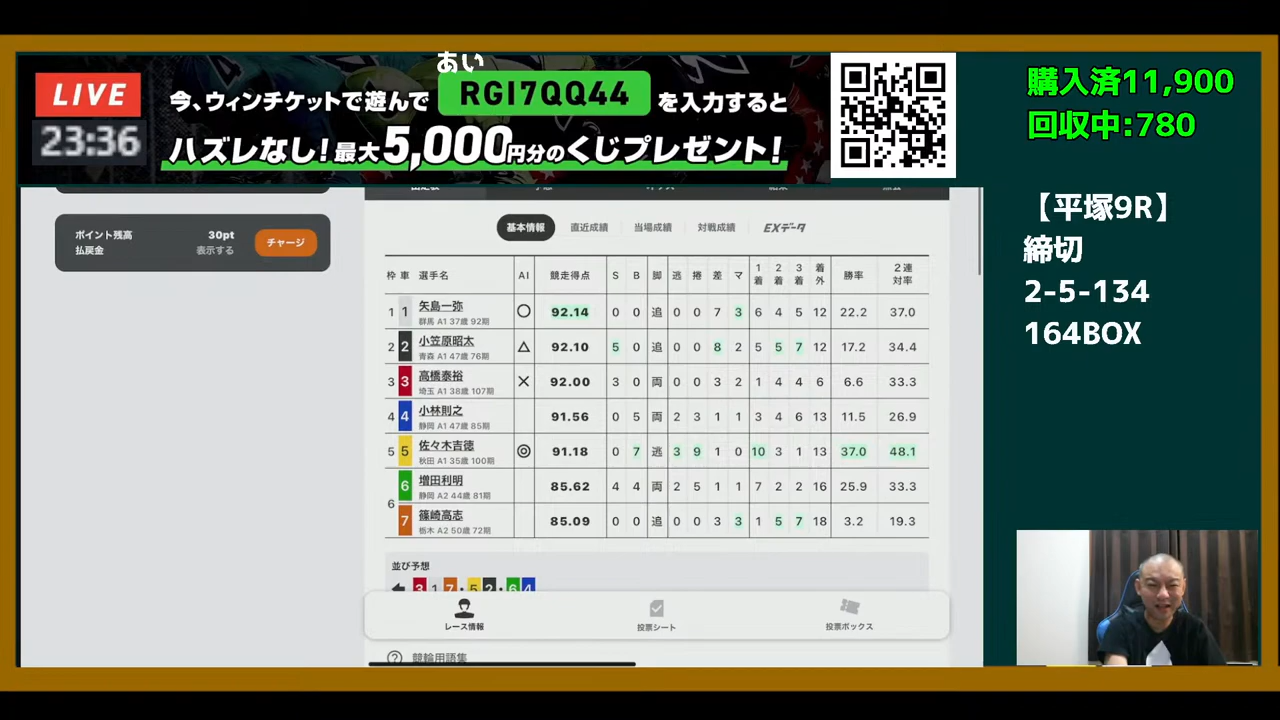 あい
LIVE
今、ウィンチケットで遊んで RGI7QQ44 を入力すると
23:36
ハズレなし!最大5,000円分のくじプレゼント!
購入済11,900
回収中:780
【平塚9R】
締切
2-5-134
164BOX
ポイント残高 30pt
払戻金 表示する
チャージ
基本情報 直近成績 当場成績 対戦成績 EXデータ
枠 車 選手名 AI 競走得点 S B 脚 逃 捲 差 マ 1着 2着 3着 着外 勝率 2連対率
1 1 矢島一弥 ○ 92.14 0 0 追 0 0 7 3 6 4 5 12 22.2 37.0
群馬 A1 37歳 92期
2 2 小笠原昭太 △ 92.10 5 0 追 0 0 8 2 5 5 7 12 17.2 34.4
青森 A1 47歳 76期
3 3 高橋泰裕 × 92.00 3 0 両 0 0 3 2 1 4 4 6 6.6 33.3
埼玉 A1 38歳 107期
4 4 小林則之 91.56 0 5 両 2 3 1 1 3 4 6 13 11.5 26.9
静岡 A1 47歳 85期
5 5 佐々木吉徳 ◎ 91.18 0 7 逃 3 9 1 0 10 3 1 13 37.0 48.1
秋田 A1 35歳 100期
6 6 増田利明 85.62 4 4 両 2 5 1 1 7 2 2 16 25.9 33.3
静岡 A2 44歳 81期
7 篠崎高志 85.09 0 0 追 0 0 3 3 1 5 7 18 3.2 19.3
栃木 A2 50歳 72期
並び予想
← 3 1 7 ・ 5 2 ・ 6 4
レース情報 投票シート 投票ボックス
? 競輪用語集